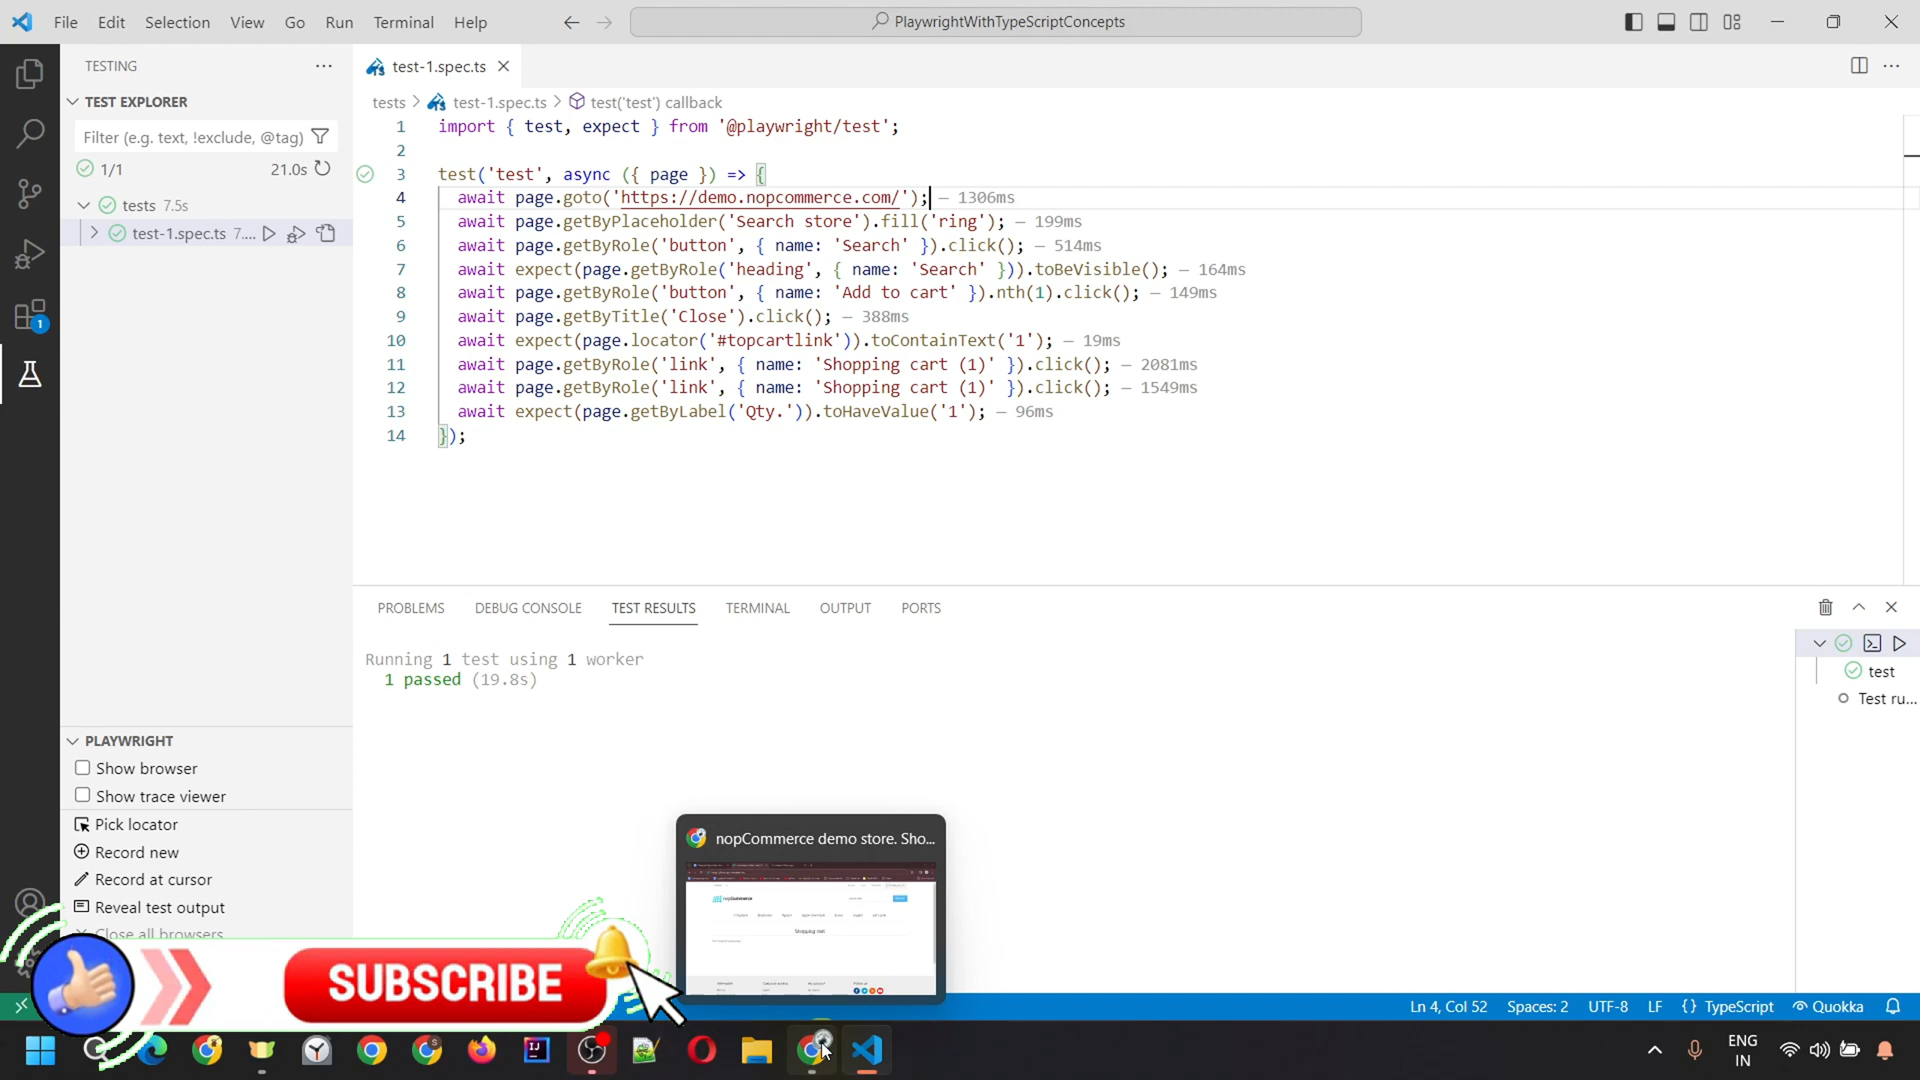 File Edit Selection View Go Run Terminal Help
PlaywrightWithTypeScriptConcepts
TESTING
TEST EXPLORER
Filter (e.g. text, !exclude, @tag)
1/1 21.0s
tests 7.5s
test-1.spec.ts 7....
test-1.spec.ts
tests > test-1.spec.ts > test('test') callback
1 import { test, expect } from '@playwright/test';
2
3 test('test', async ({ page }) => {
4 await page.goto('https://demo.nopcommerce.com/'); — 1306ms
5 await page.getByPlaceholder('Search store').fill('ring'); — 199ms
6 await page.getByRole('button', { name: 'Search' }).click(); — 514ms
7 await expect(page.getByRole('heading', { name: 'Search' })).toBeVisible(); — 164ms
8 await page.getByRole('button', { name: 'Add to cart' }).nth(1).click(); — 149ms
9 await page.getByTitle('Close').click(); — 388ms
10 await expect(page.locator('#topcartlink')).toContainText('1'); — 19ms
11 await page.getByRole('link', { name: 'Shopping cart (1)' }).click(); — 2081ms
12 await page.getByRole('link', { name: 'Shopping cart (1)' }).click(); — 1549ms
13 await expect(page.getByLabel('Qty.')).toHaveValue('1'); — 96ms
14 });
PROBLEMS DEBUG CONSOLE TEST RESULTS TERMINAL OUTPUT PORTS
Running 1 test using 1 worker
1 passed (19.8s)
test
Test ru...
PLAYWRIGHT
Show browser
Show trace viewer
Pick locator
Record new
Record at cursor
Reveal test output
Close all browsers
1
nopCommerce demo store. Sho...
nopCommerce
Shopping cart
SUBSCRIBE
Ln 4, Col 52 Spaces: 2 UTF-8 LF {} TypeScript Quokka
ENG
IN